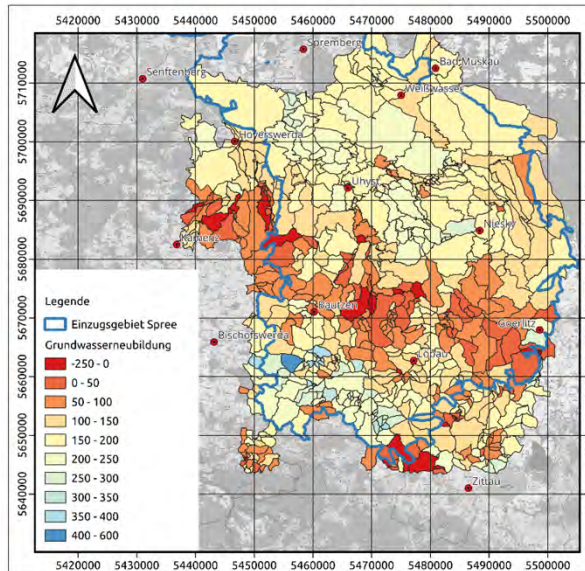 5420000 5430000 5440000 5450000 5460000 5470000 5480000 5490000 5500000
Spremberg
Bad Muskau
Senftenberg
5710000
Weißwasser
5700000
Hoyerswerda
Uhyst
5690000
Niesky
Kamenz
5680000
5670000
Bautzen
Goerlitz
Bischofswerda
Löbau
5660000
5650000
Zittau
5640000
Legende
Einzugsgebiet Spree
Grundwasserneubildung
-250 - 0
0 - 50
50 - 100
100 - 150
150 - 200
200 - 250
250 - 300
300 - 350
350 - 400
400 - 600
5420000 5430000 5440000 5450000 5460000 5470000 5480000 5490000 5500000